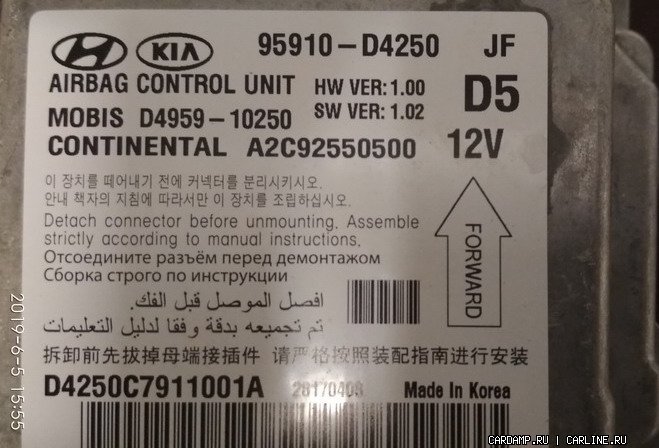 HYUNDAI KIA 95910-D4250 JF
AIRBAG CONTROL UNIT HW VER:1.00 D5
MOBIS D4959-10250 SW VER:1.02
CONTINENTAL A2C92550500 12V
이 장치를 떼어내기 전에 커넥터를 분리시키시오.
안내 책자의 지침에 따라서만 이 장치를 조립하십시오.
Detach connector before unmounting. Assemble
strictly according to manual instructions.
Отсоедините разъём перед демонтажом
Сборка строго по инструкции
FORWARD
افصل الموصل قبل الفك.
تم تجميعه بدقة وفقا لدليل التعليمات
拆卸前先拔掉母端接插件 请严格按照装配指南进行安装
D4250C7911001A 28170408 Made In Korea
2019-6-5 15:55
CARDAMP.RU | CARLINE.RU